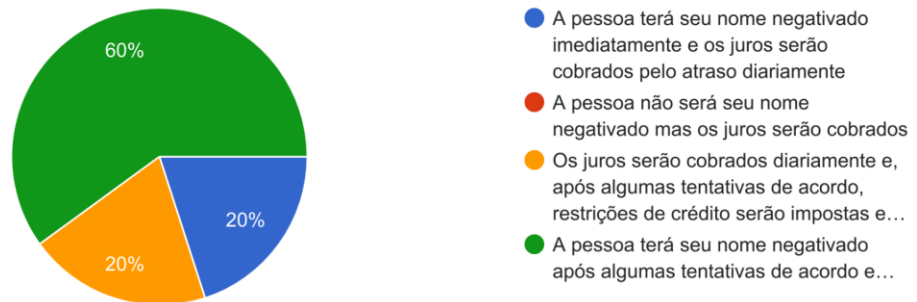 60%
20%
20%
A pessoa terá seu nome negativado
imediatamente e os juros serão
cobrados pelo atraso diariamente
A pessoa não será seu nome
negativado mas os juros serão cobrados
Os juros serão cobrados diariamente e,
após algumas tentativas de acordo,
restrições de crédito serão impostas e…
A pessoa terá seu nome negativado
após algumas tentativas de acordo e…